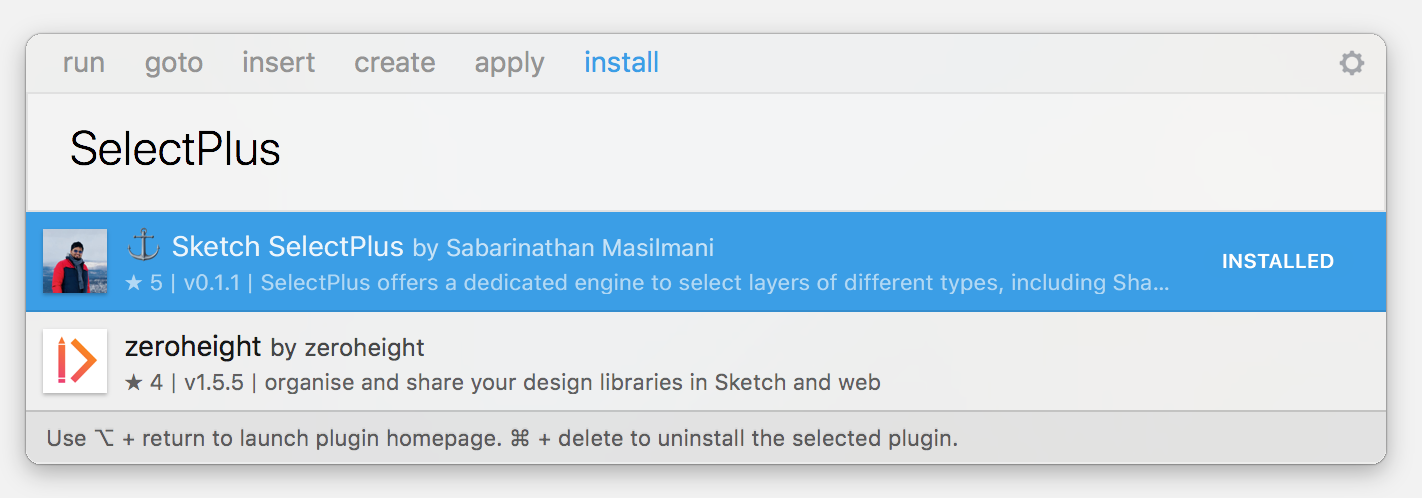 run goto insert create apply install
SelectPlus
⚓ Sketch SelectPlus by Sabarinathan Masilmani
★ 5 | v0.1.1 | SelectPlus offers a dedicated engine to select layers of different types, including Sha...
INSTALLED
zeroheight by zeroheight
★ 4 | v1.5.5 | organise and share your design libraries in Sketch and web
Use ⌥ + return to launch plugin homepage. ⌘ + delete to uninstall the selected plugin.